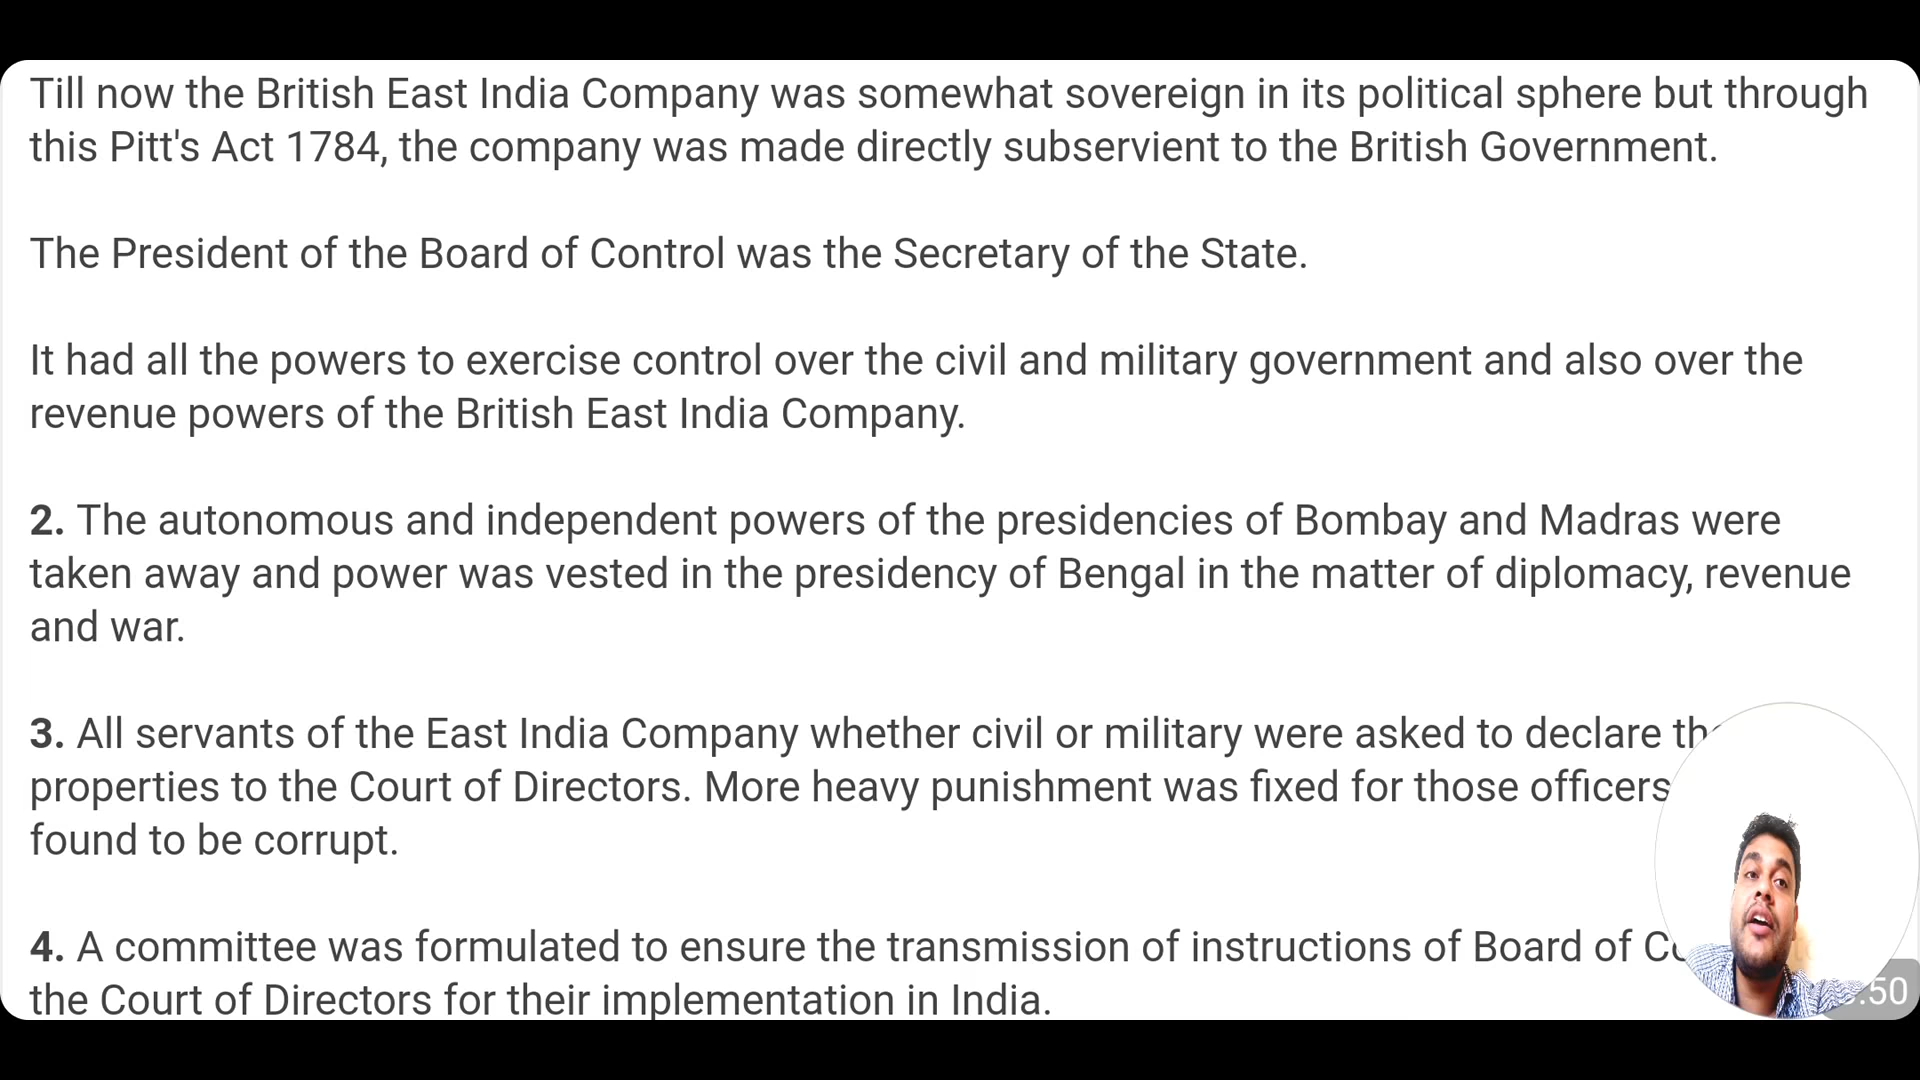 Till now the British East India Company was somewhat sovereign in its political sphere but through
this Pitt's Act 1784, the company was made directly subservient to the British Government.
The President of the Board of Control was the Secretary of the State.
It had all the powers to exercise control over the civil and military government and also over the
revenue powers of the British East India Company.
2. The autonomous and independent powers of the presidencies of Bombay and Madras were
taken away and power was vested in the presidency of Bengal in the matter of diplomacy, revenue
and war.
3. All servants of the East India Company whether civil or military were asked to declare
properties to the Court of Directors. More heavy punishment was fixed for those officers
found to be corrupt.
4. A committee was formulated to ensure the transmission of instructions of Board of
the Court of Directors for their implementation in India.